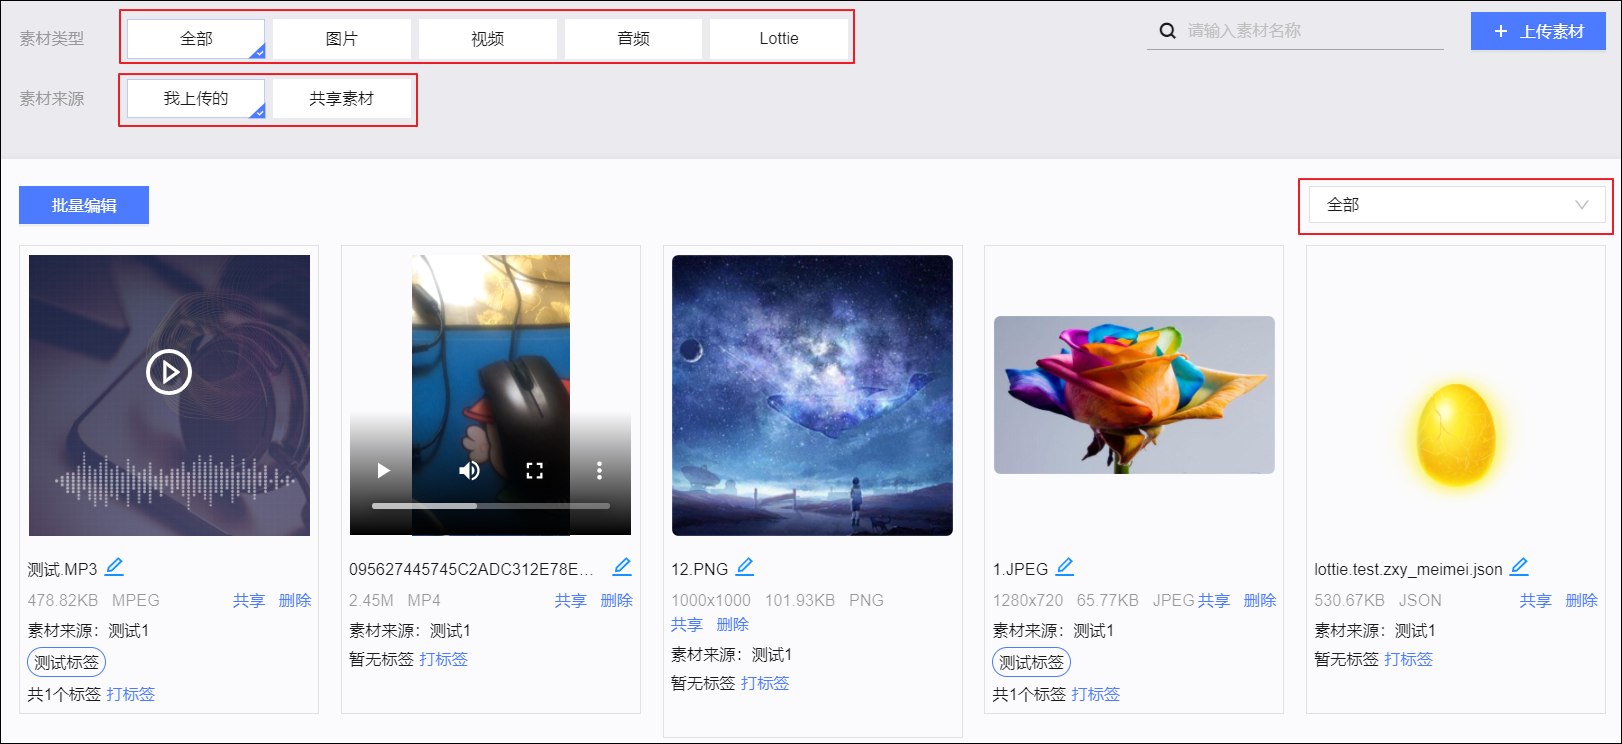 素材类型 全部 图片 视频 音频 Lottie 请输入素材名称 + 上传素材
素材来源 我上传的 共享素材
批量编辑 全部
测试.MP3
478.82KB MPEG 共享 删除
素材来源：测试1
测试标签
共1个标签 打标签
095627445745C2ADC312E78E...
2.45M MP4 共享 删除
素材来源：测试1
暂无标签 打标签
12.PNG
1000x1000 101.93KB PNG
共享 删除
素材来源：测试1
暂无标签 打标签
1.JPEG
1280x720 65.77KB JPEG 共享 删除
素材来源：测试1
测试标签
共1个标签 打标签
lottie.test.zxy_meimei.json
530.67KB JSON 共享 删除
素材来源：测试1
暂无标签 打标签